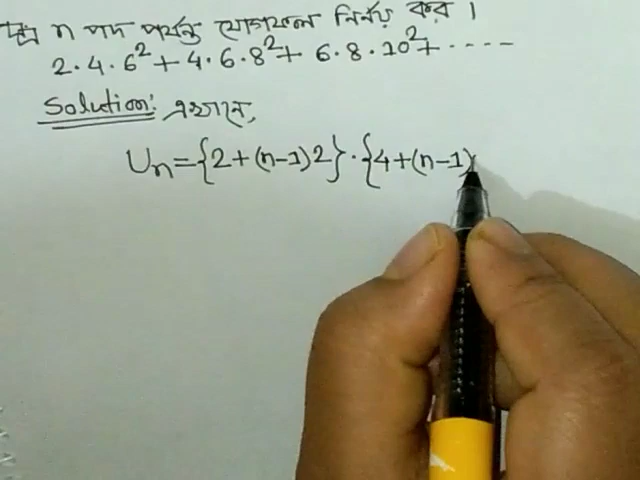 n পদ পর্যন্ত যোগফল নির্ণয় কর।
2·4·6²+4·6·8²+6·8·10²+····
Solution: এখানে,
Uₙ={2+(n-1)2}·{4+(n-1)